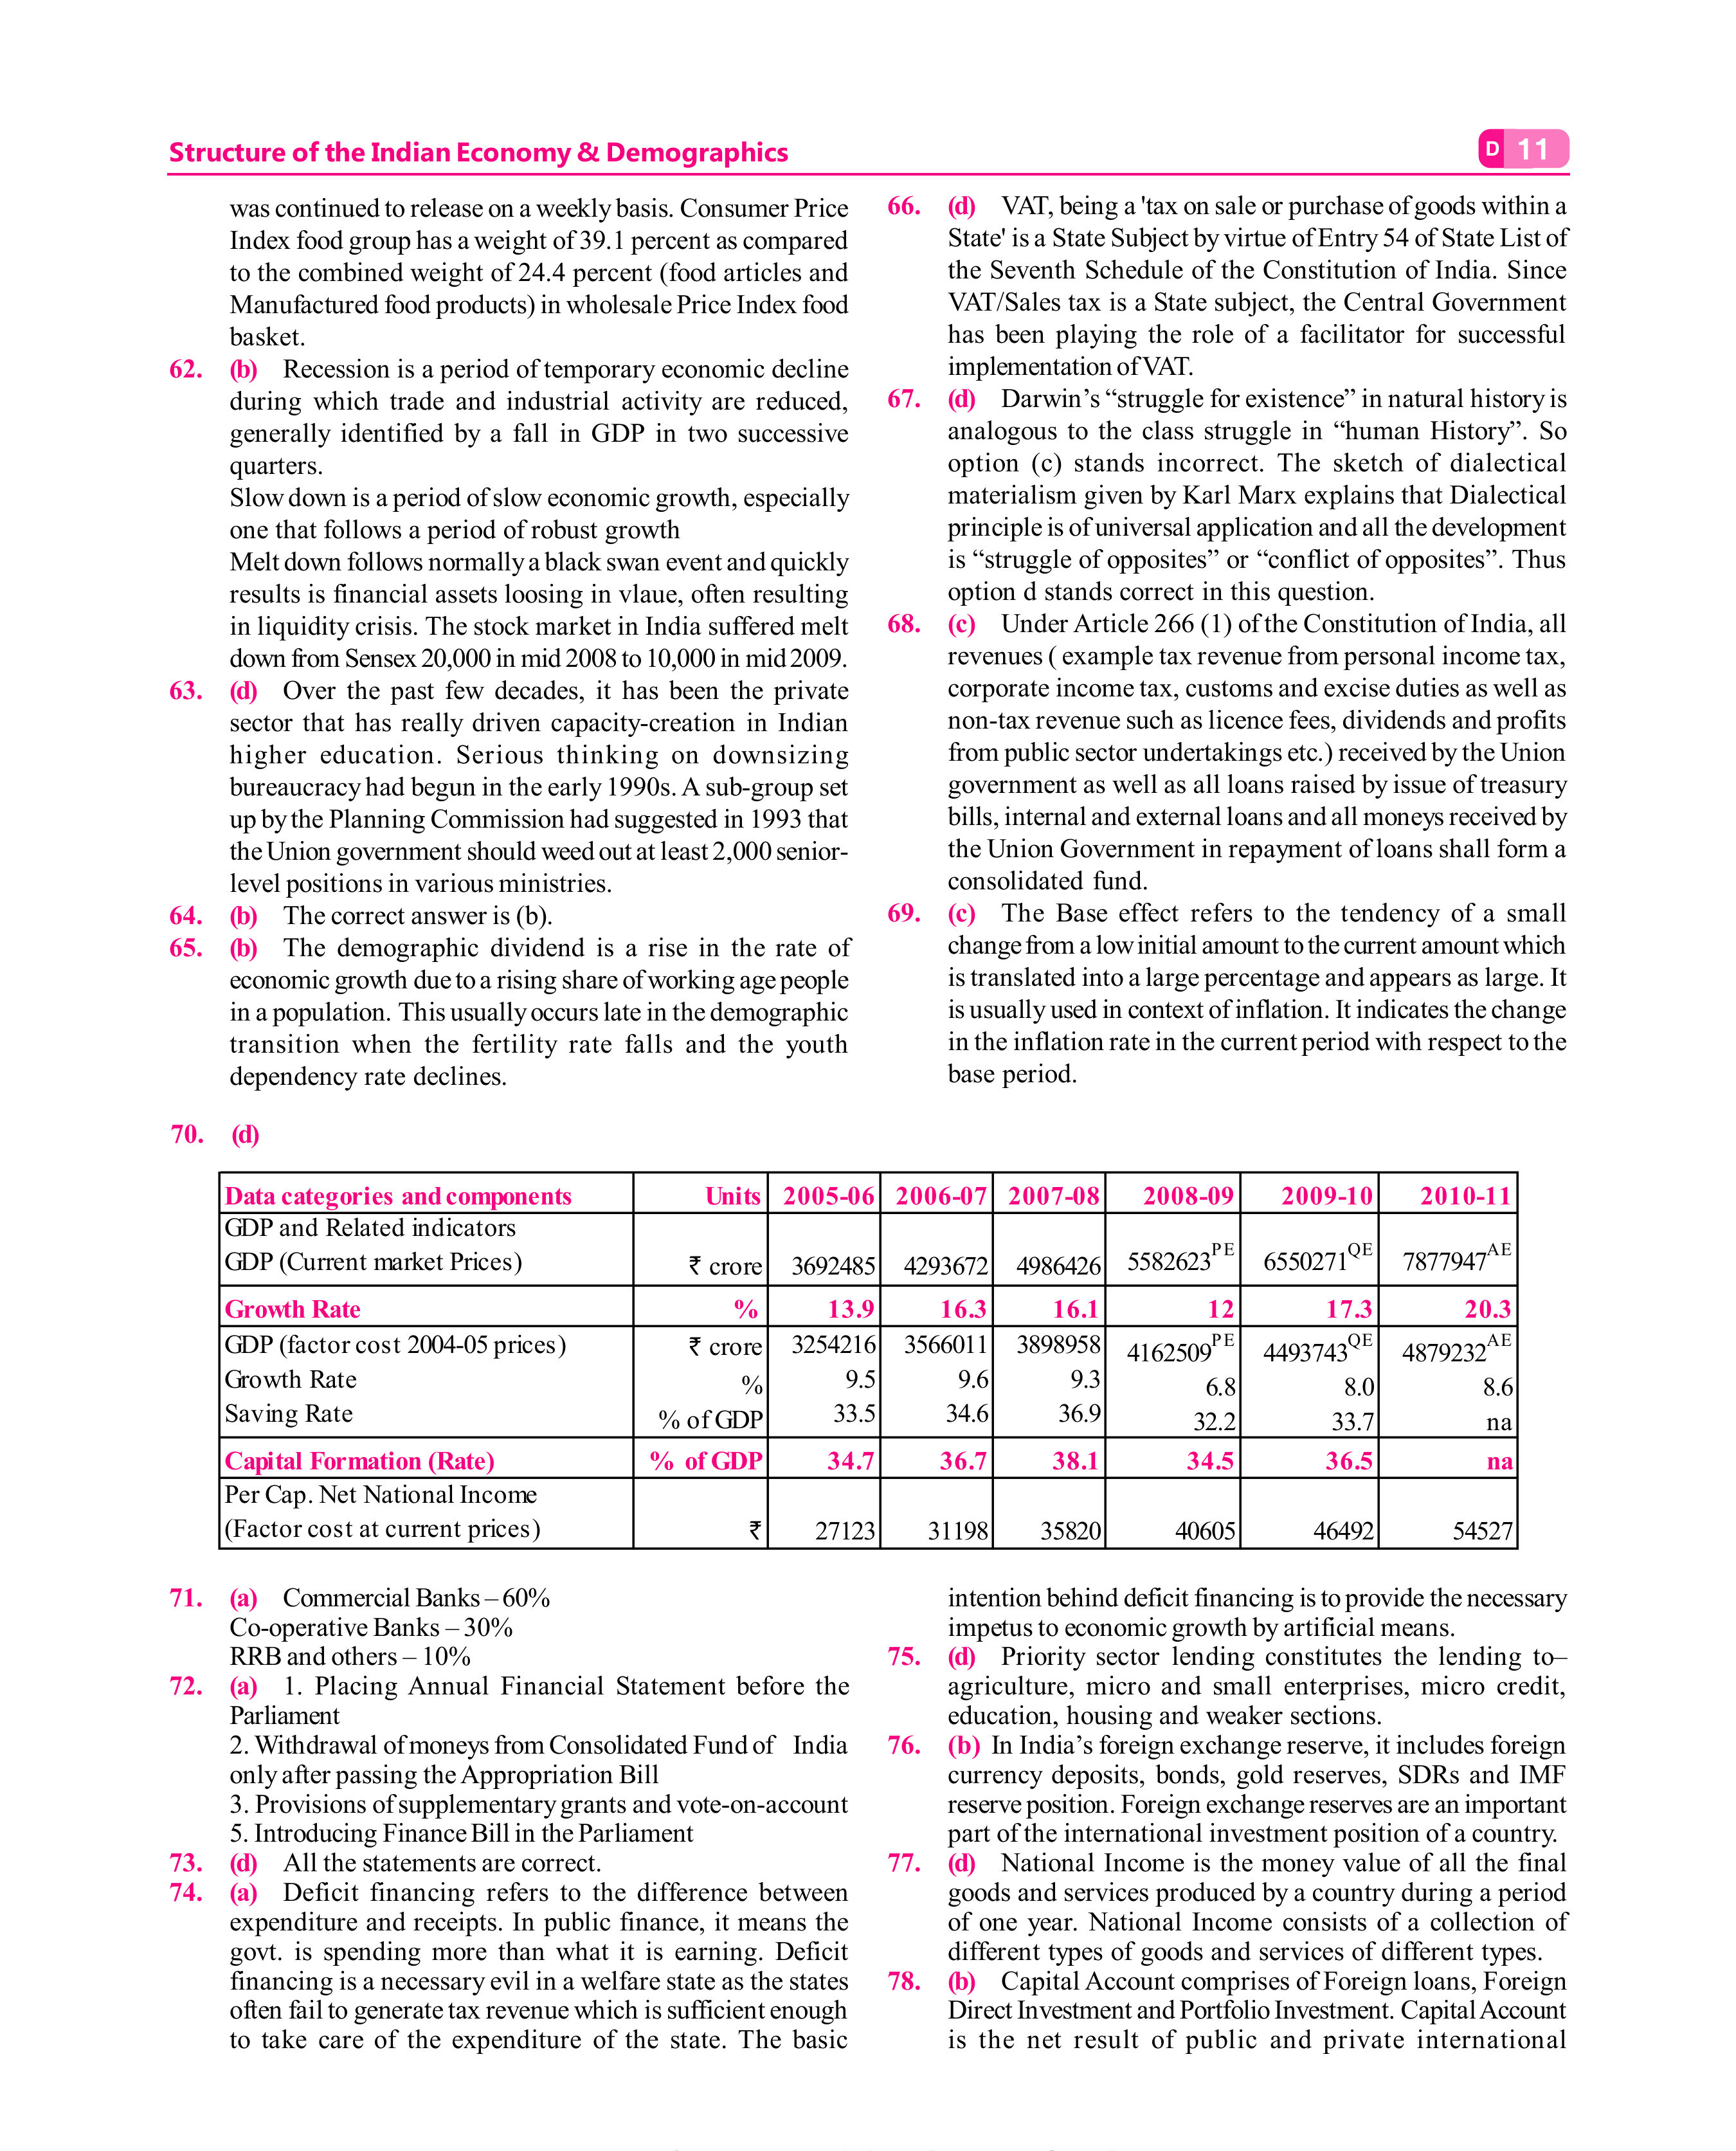 Structure of the Indian Economy & Demographics
D 11
was continued to release on a weekly basis. Consumer Price
Index food group has a weight of 39.1 percent as compared
to the combined weight of 24.4 percent (food articles and
Manufactured food products) in wholesale Price Index food
basket.
62. (b) Recession is a period of temporary economic decline
during which trade and industrial activity are reduced,
generally identified by a fall in GDP in two successive
quarters.
Slow down is a period of slow economic growth, especially
one that follows a period of robust growth
Melt down follows normally a black swan event and quickly
results is financial assets loosing in vlaue, often resulting
in liquidity crisis. The stock market in India suffered melt
down from Sensex 20,000 in mid 2008 to 10,000 in mid 2009.
63. (d) Over the past few decades, it has been the private
sector that has really driven capacity-creation in Indian
higher education. Serious thinking on downsizing
bureaucracy had begun in the early 1990s. A sub-group set
up by the Planning Commission had suggested in 1993 that
the Union government should weed out at least 2,000 senior-
level positions in various ministries.
64. (b) The correct answer is (b).
65. (b) The demographic dividend is a rise in the rate of
economic growth due to a rising share of working age people
in a population. This usually occurs late in the demographic
transition when the fertility rate falls and the youth
dependency rate declines.
66. (d) VAT, being a 'tax on sale or purchase of goods within a
State' is a State Subject by virtue of Entry 54 of State List of
the Seventh Schedule of the Constitution of India. Since
VAT/Sales tax is a State subject, the Central Government
has been playing the role of a facilitator for successful
implementation of VAT.
67. (d) Darwin’s “struggle for existence” in natural history is
analogous to the class struggle in “human History”. So
option (c) stands incorrect. The sketch of dialectical
materialism given by Karl Marx explains that Dialectical
principle is of universal application and all the development
is “struggle of opposites” or “conflict of opposites”. Thus
option d stands correct in this question.
68. (c) Under Article 266 (1) of the Constitution of India, all
revenues ( example tax revenue from personal income tax,
corporate income tax, customs and excise duties as well as
non-tax revenue such as licence fees, dividends and profits
from public sector undertakings etc.) received by the Union
government as well as all loans raised by issue of treasury
bills, internal and external loans and all moneys received by
the Union Government in repayment of loans shall form a
consolidated fund.
69. (c) The Base effect refers to the tendency of a small
change from a low initial amount to the current amount which
is translated into a large percentage and appears as large. It
is usually used in context of inflation. It indicates the change
in the inflation rate in the current period with respect to the
base period.
70. (d)
Data categories and components Units 2005-06 2006-07 2007-08 2008-09 2009-10 2010-11
GDP and Related indicators
GDP (Current market Prices) ₹ crore 3692485 4293672 4986426 5582623PE 6550271QE 7877947AE
Growth Rate % 13.9 16.3 16.1 12 17.3 20.3
GDP (factor cost 2004-05 prices) ₹ crore 3254216 3566011 3898958 4162509PE 4493743QE 4879232AE
Growth Rate % 9.5 9.6 9.3 6.8 8.0 8.6
Saving Rate % of GDP 33.5 34.6 36.9 32.2 33.7 na
Capital Formation (Rate) % of GDP 34.7 36.7 38.1 34.5 36.5 na
Per Cap. Net National Income
(Factor cost at current prices) ₹ 27123 31198 35820 40605 46492 54527
71. (a) Commercial Banks – 60%
Co-operative Banks – 30%
RRB and others – 10%
72. (a) 1. Placing Annual Financial Statement before the
Parliament
2. Withdrawal of moneys from Consolidated Fund of India
only after passing the Appropriation Bill
3. Provisions of supplementary grants and vote-on-account
5. Introducing Finance Bill in the Parliament
73. (d) All the statements are correct.
74. (a) Deficit financing refers to the difference between
expenditure and receipts. In public finance, it means the
govt. is spending more than what it is earning. Deficit
financing is a necessary evil in a welfare state as the states
often fail to generate tax revenue which is sufficient enough
to take care of the expenditure of the state. The basic
intention behind deficit financing is to provide the necessary
impetus to economic growth by artificial means.
75. (d) Priority sector lending constitutes the lending to–
agriculture, micro and small enterprises, micro credit,
education, housing and weaker sections.
76. (b) In India’s foreign exchange reserve, it includes foreign
currency deposits, bonds, gold reserves, SDRs and IMF
reserve position. Foreign exchange reserves are an important
part of the international investment position of a country.
77. (d) National Income is the money value of all the final
goods and services produced by a country during a period
of one year. National Income consists of a collection of
different types of goods and services of different types.
78. (b) Capital Account comprises of Foreign loans, Foreign
Direct Investment and Portfolio Investment. Capital Account
is the net result of public and private international